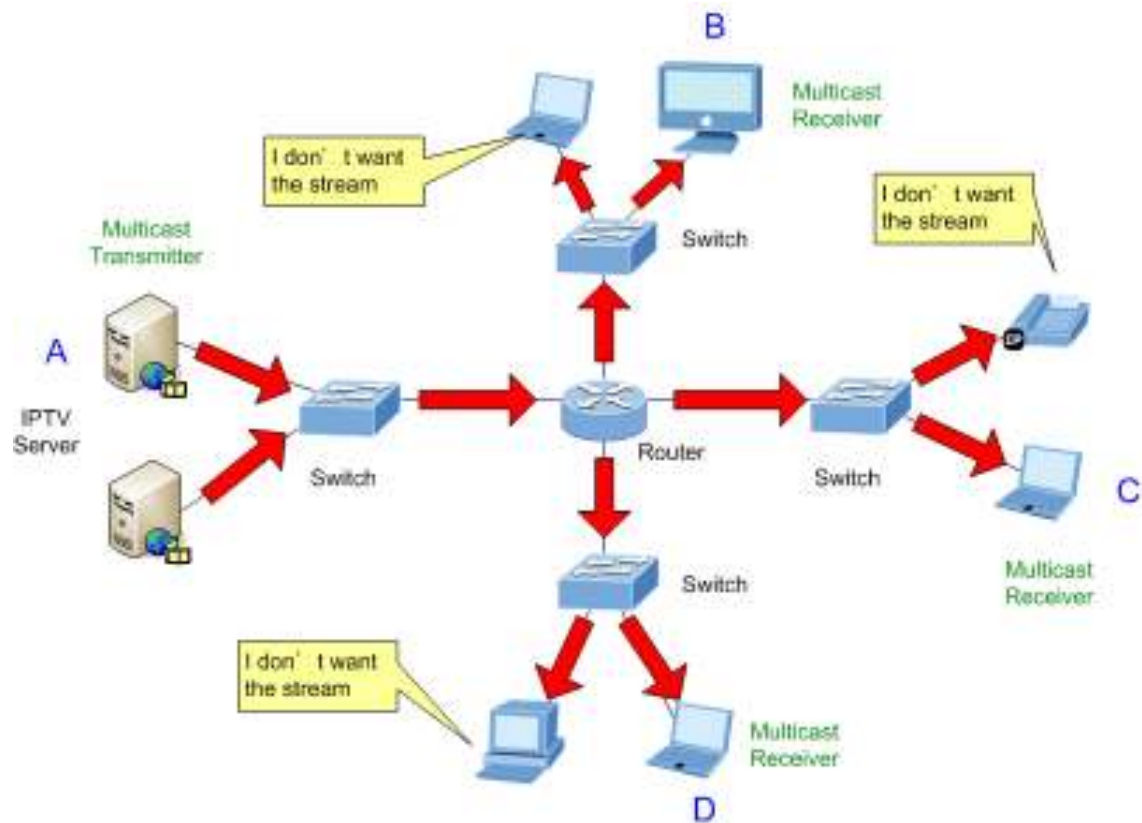 B
Multicast
Receiver
I don' t want
the stream
I don' t want
the stream
Switch
Multicast
Transmitter
A
IPTV
Server
Switch
Router
Switch
C
Multicast
Receiver
Switch
I don' t want
the stream
Multicast
Receiver
D